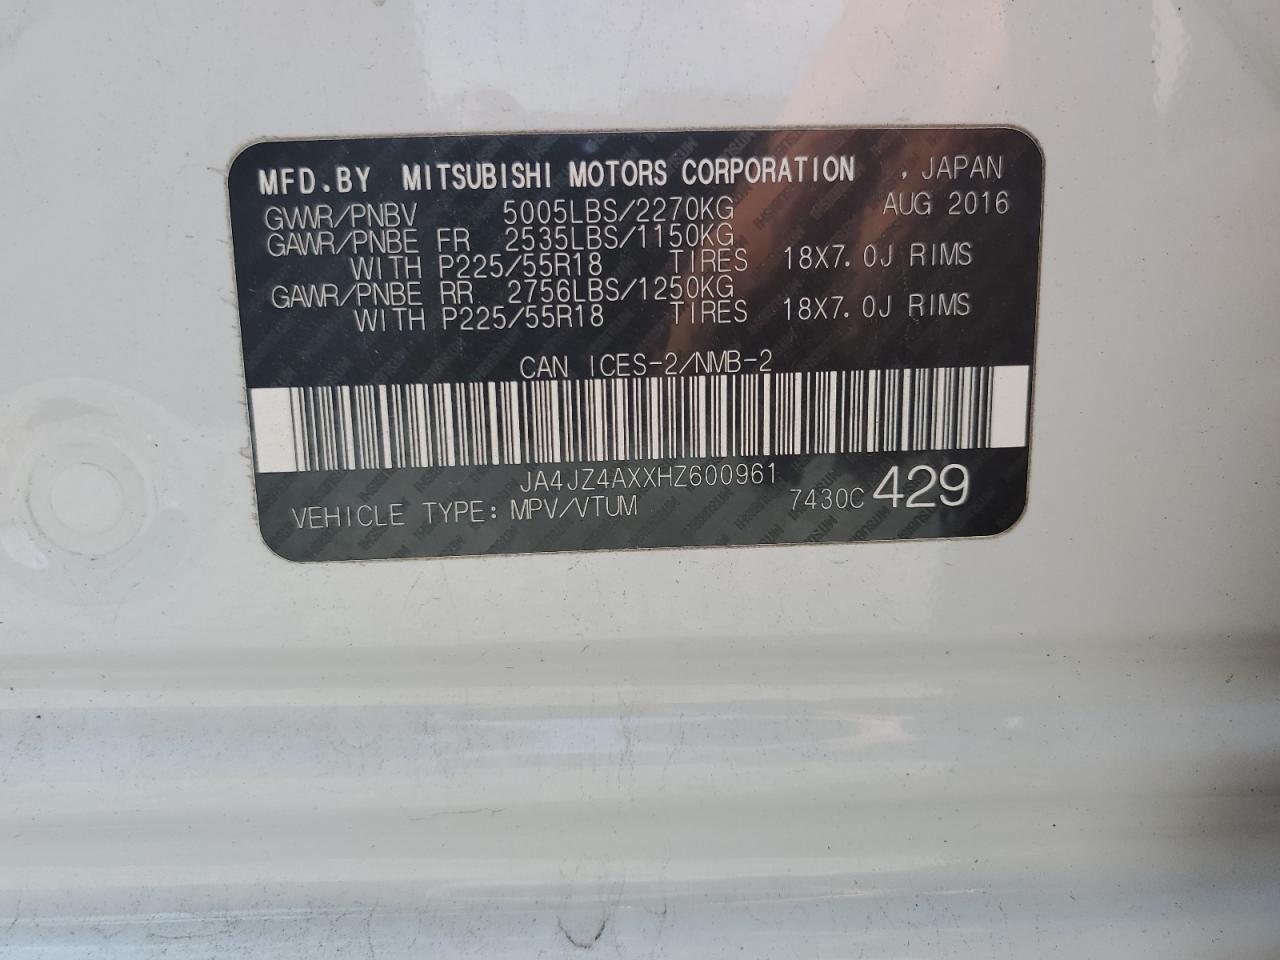 MFD.BY MITSUBISHI MOTORS CORPORATION , JAPAN
GVWR/PNBV 5005LBS/2270KG AUG 2016
GAWR/PNBE FR 2535LBS/1150KG
WITH P225/55R18 TIRES 18X7.0J RIMS
GAWR/PNBE RR 2756LBS/1250KG
WITH P225/55R18 TIRES 18X7.0J RIMS
CAN ICES-2/NMB-2
JA4JZ4AXXHZ600961
VEHICLE TYPE: MPV/VTUM 7430C 429